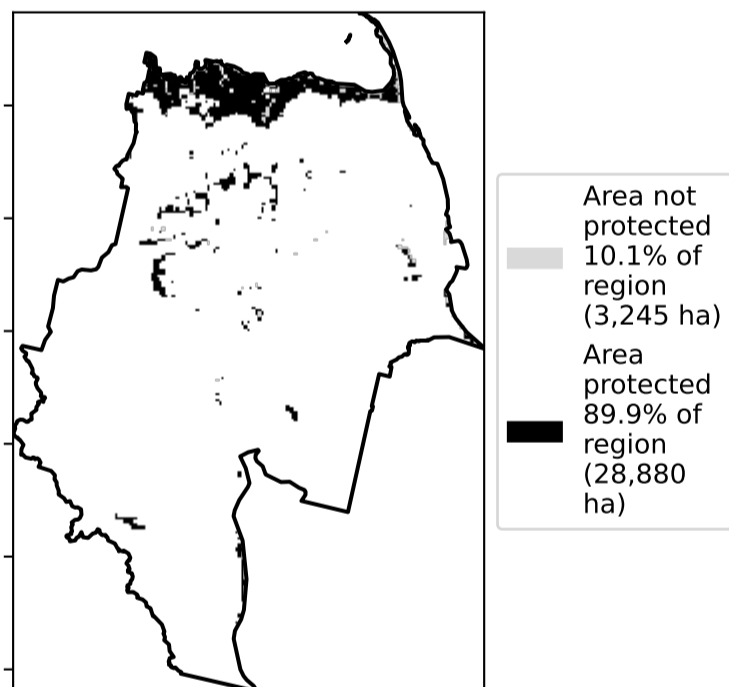 Area not
protected
10.1% of
region
(3,245 ha)
Area
protected
89.9% of
region
(28,880
ha)